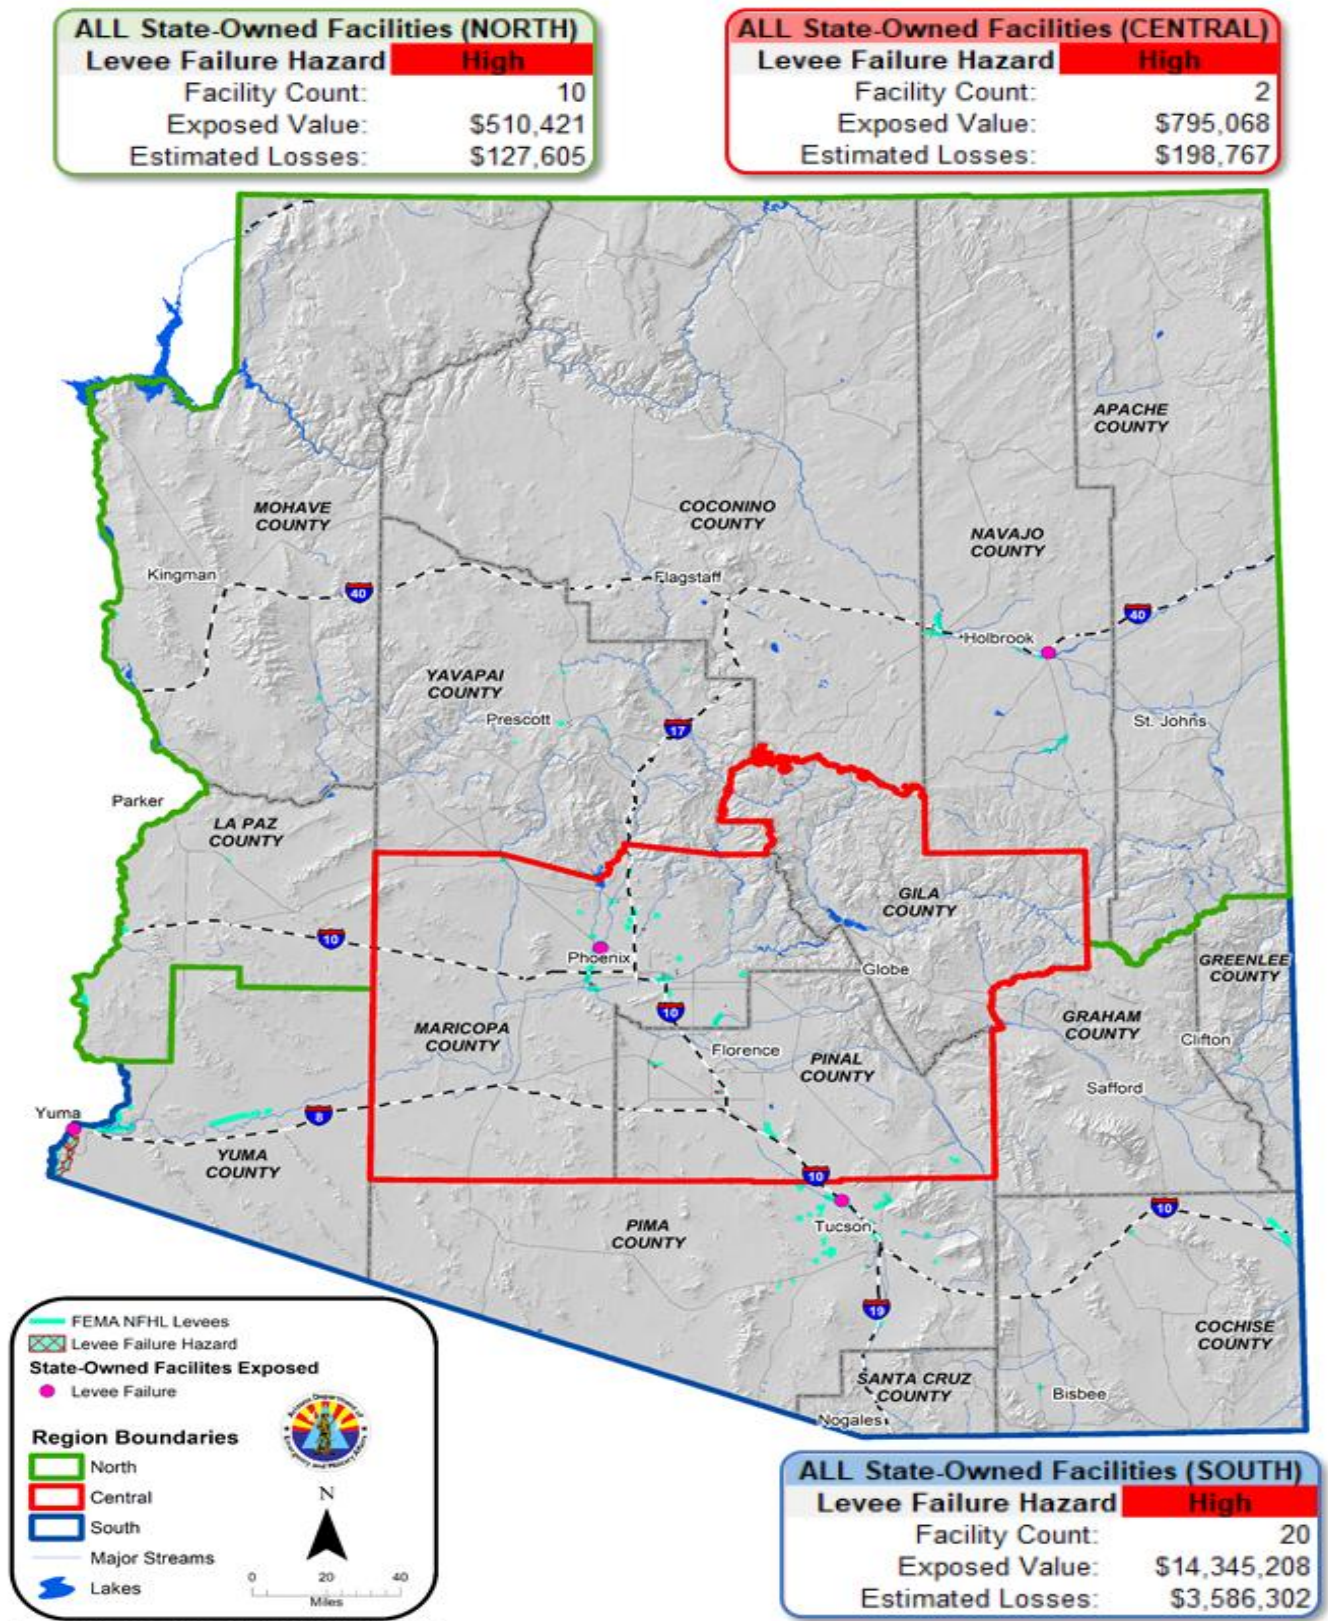 ALL State-Owned Facilities (NORTH)
Levee Failure Hazard High
Facility Count: 10
Exposed Value: $510,421
Estimated Losses: $127,605
ALL State-Owned Facilities (CENTRAL)
Levee Failure Hazard High
Facility Count: 2
Exposed Value: $795,068
Estimated Losses: $198,767
APACHE
COUNTY
MOHAVE
COUNTY
COCONINO
COUNTY
NAVAJO
COUNTY
Kingman
Flagstaff
40
40
Holbrook
YAVAPAI
COUNTY
Prescott
17
St. Johns
Parker
LA PAZ
COUNTY
GILA
COUNTY
10
Phoenix
Globe
GREENLEE
COUNTY
10
MARICOPA
COUNTY
GRAHAM
COUNTY
Florence
PINAL
COUNTY
Clifton
Safford
Yuma
8
YUMA
COUNTY
10
10
PIMA
COUNTY
Tucson
19
COCHISE
COUNTY
SANTA CRUZ
COUNTY
Bisbee
Nogales
FEMA NFHL Levees
Levee Failure Hazard
State-Owned Facilites Exposed
Levee Failure
Arizona Department of
Emergency and Military Affairs
Region Boundaries
North
Central
South
Major Streams
Lakes
N
0 20 40
Miles
ALL State-Owned Facilities (SOUTH)
Levee Failure Hazard High
Facility Count: 20
Exposed Value: $14,345,208
Estimated Losses: $3,586,302